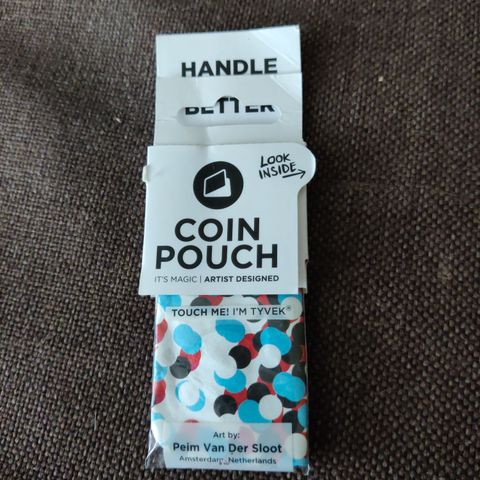 HANDLE
BETTER
LOOK
INSIDE
COIN
POUCH
IT'S MAGIC | ARTIST DESIGNED
TOUCH ME! I'M TYVEK®
Art by:
Peim Van Der Sloot
Amsterdam, Netherlands